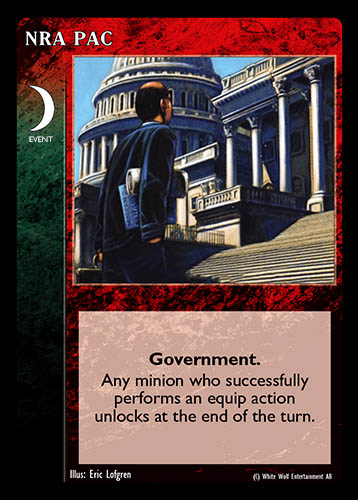 NRA PAC
EVENT
Government.
Any minion who successfully
performs an equip action
unlocks at the end of the turn.
Illus: Eric Lofgren
(C) White Wolf Entertainment AB